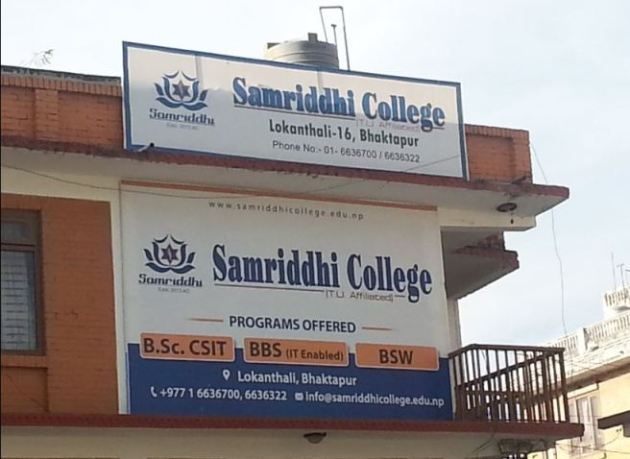 Samriddhi College
(T.U. Affiliated)
Samriddhi
Lokanthali-16, Bhaktapur
Phone No:- 01- 6636700 / 6636322
www.samriddhicollege.edu.np
Samriddhi College
(T.U. Affiliated)
Samriddhi
PROGRAMS OFFERED
B.Sc. CSIT BBS (IT Enabled) BSW
Lokanthali, Bhaktapur
+977 1 6636700, 6636322 info@samriddhicollege.edu.np